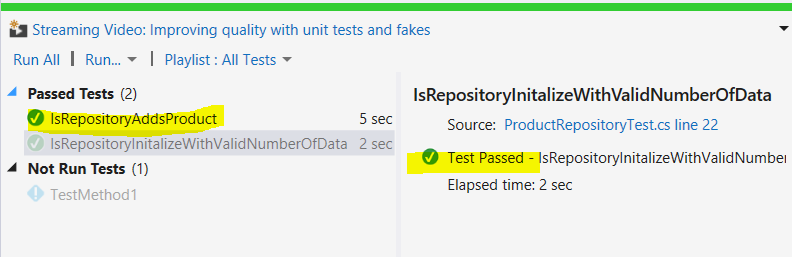 Streaming Video: Improving quality with unit tests and fakes
Run All | Run... | Playlist : All Tests
Passed Tests (2)
IsRepositoryAddsProduct 5 sec
IsRepositoryInitalizeWithValidNumberOfData 2 sec
Not Run Tests (1)
TestMethod1
IsRepositoryInitalizeWithValidNumberOfData
Source: ProductRepositoryTest.cs line 22
Test Passed - IsRepositoryInitalizeWithValidNumber
Elapsed time: 2 sec